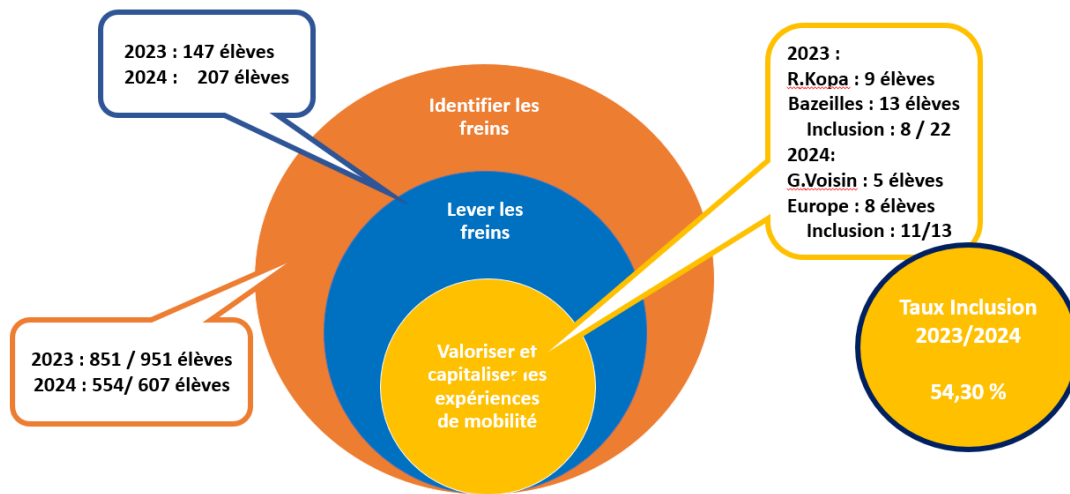 2023 : 147 élèves
2024 :    207 élèves
2023 :
R.Kopa : 9 élèves
Bazeilles : 13 élèves
Inclusion : 8 / 22
2024:
G.Voisin : 5 élèves
Europe : 8 élèves
Inclusion : 11/13
Identifier les
freins
Lever les
freins
Valoriser et
capitaliser les
expériences
de mobilité
2023 : 851 / 951 élèves
2024 : 554/ 607 élèves
Taux Inclusion
2023/2024
54,30 %